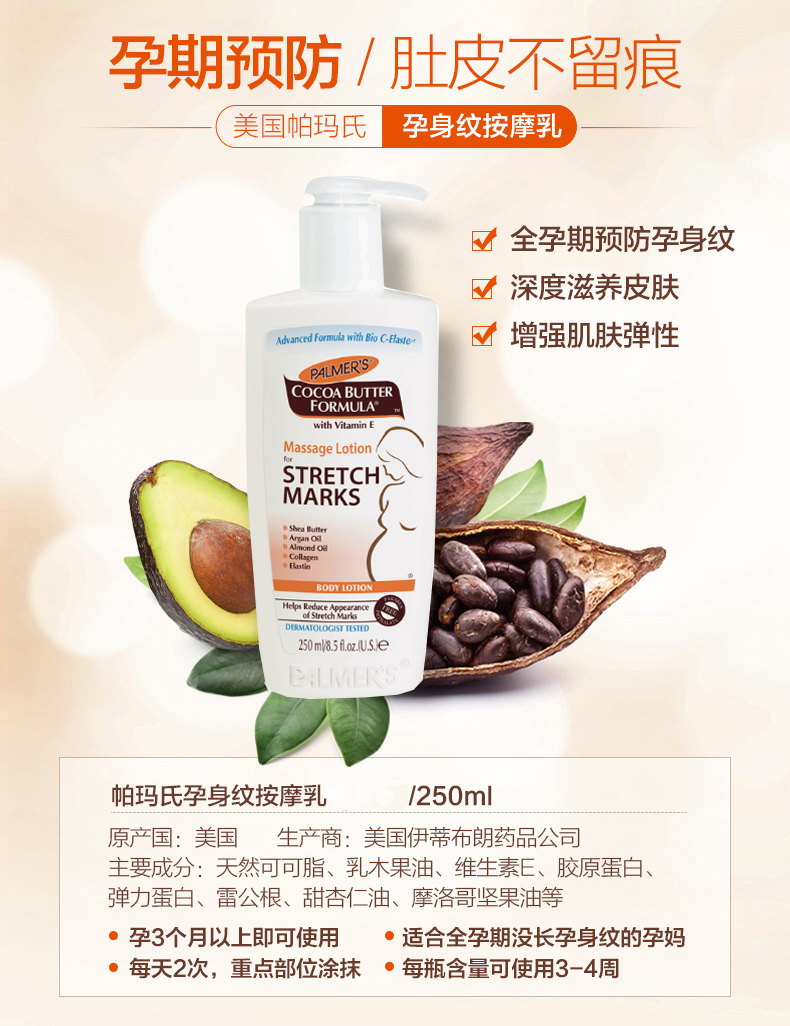 孕期预防 / 肚皮不留痕
美国帕玛氏 孕身纹按摩乳
全孕期预防孕身纹
深度滋养皮肤
增强肌肤弹性
Advanced Formula with Bio C-Elaste
PALMER'S®
COCOA BUTTER
FORMULA®
with Vitamin E
Massage Lotion
for
STRETCH
MARKS
Shea Butter
Argan Oil
Almond Oil
Collagen
Elastin
BODY LOTION
Helps Reduce Appearance
of Stretch Marks
DERMATOLOGIST TESTED
250 ml/8.5 fl.oz.(U.S.)e
PALMER'S®
帕玛氏孕身纹按摩乳 /250ml
原产国：美国 生产商：美国伊蒂布朗药品公司
主要成分：天然可可脂、乳木果油、维生素E、胶原蛋白、
弹力蛋白、雷公根、甜杏仁油、摩洛哥坚果油等
• 孕3个月以上即可使用 • 适合全孕期没长孕身纹的孕妈
• 每天2次，重点部位涂抹 • 每瓶含量可使用3-4周